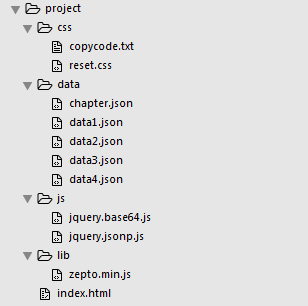 project
css
copycode.txt
reset.css
data
chapter.json
data1.json
data2.json
data3.json
data4.json
js
jquery.base64.js
jquery.jsonp.js
lib
zepto.min.js
index.html